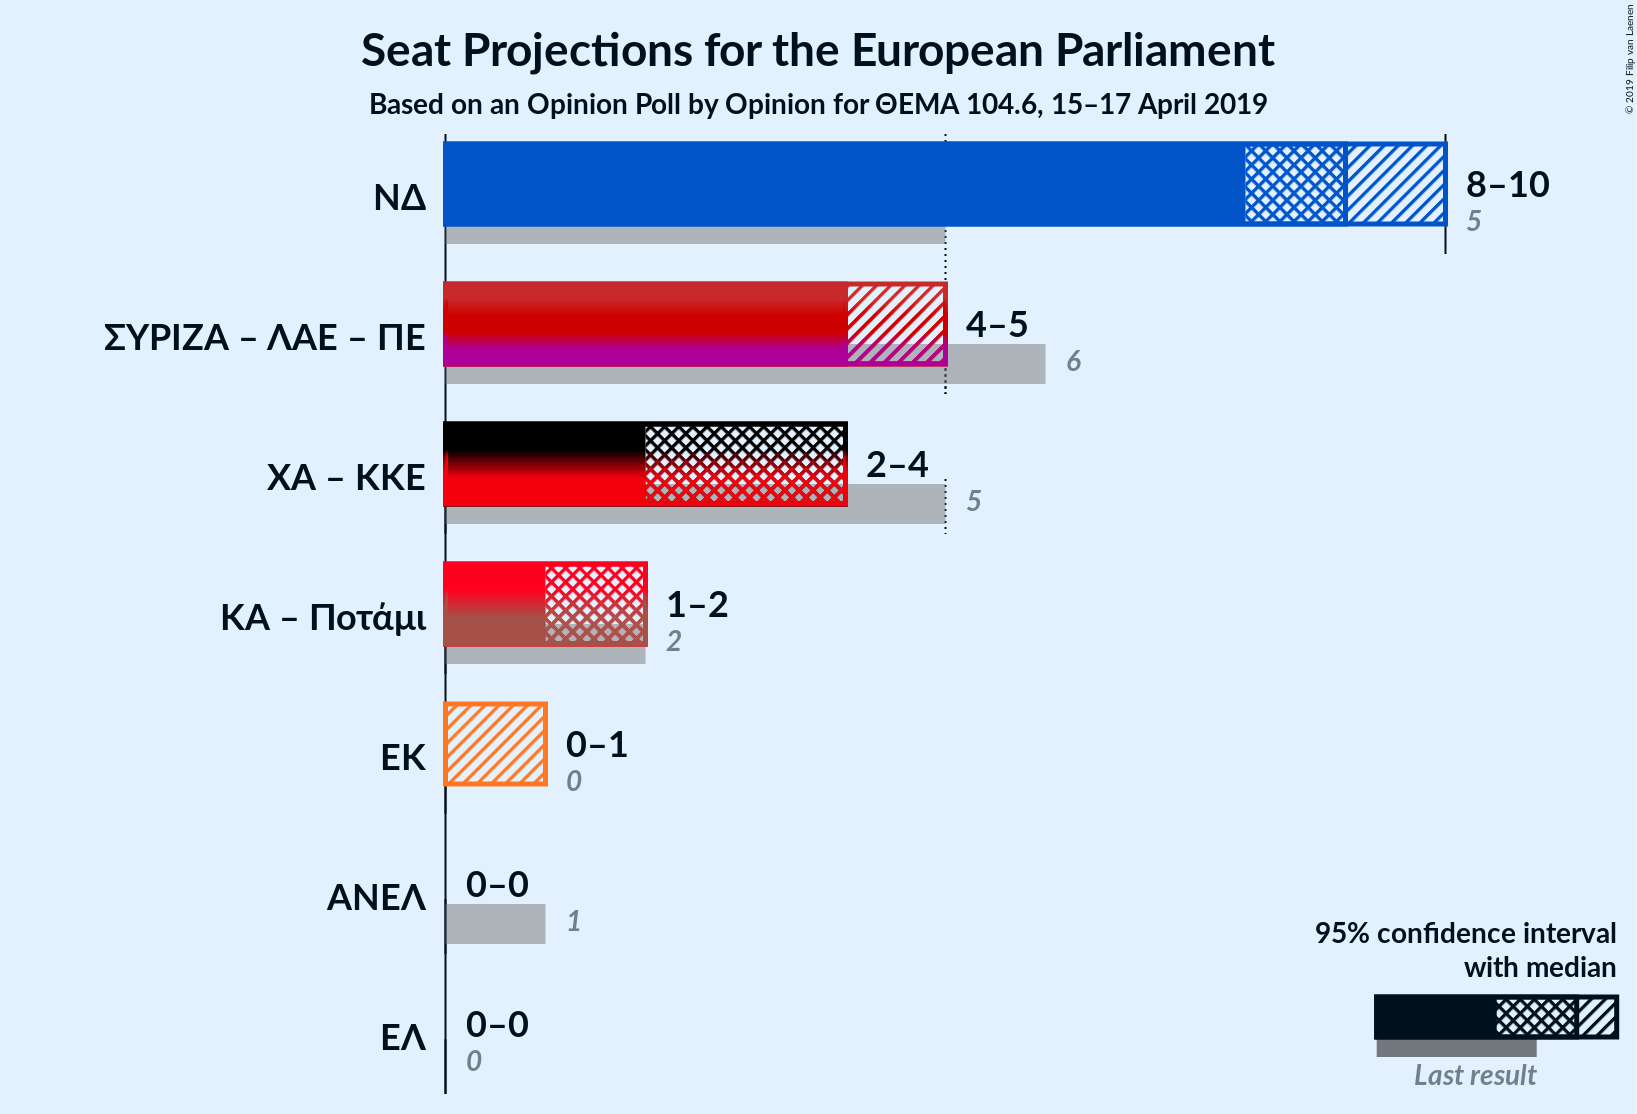 Seat Projections for the European Parliament
Based on an Opinion Poll by Opinion for ΘΕΜΑ 104.6, 15–17 April 2019
© 2019 Filip van Laenen
ΝΔ
8–10
5
ΣΥΡΙΖΑ – ΛΑΕ – ΠΕ
4–5
6
ΧΑ – ΚΚΕ
2–4
5
ΚΑ – Ποτάμι
1–2
2
ΕΚ
0–1
0
ΑΝΕΛ
0–0
1
ΕΛ
0–0
0
95% confidence interval
with median
Last result